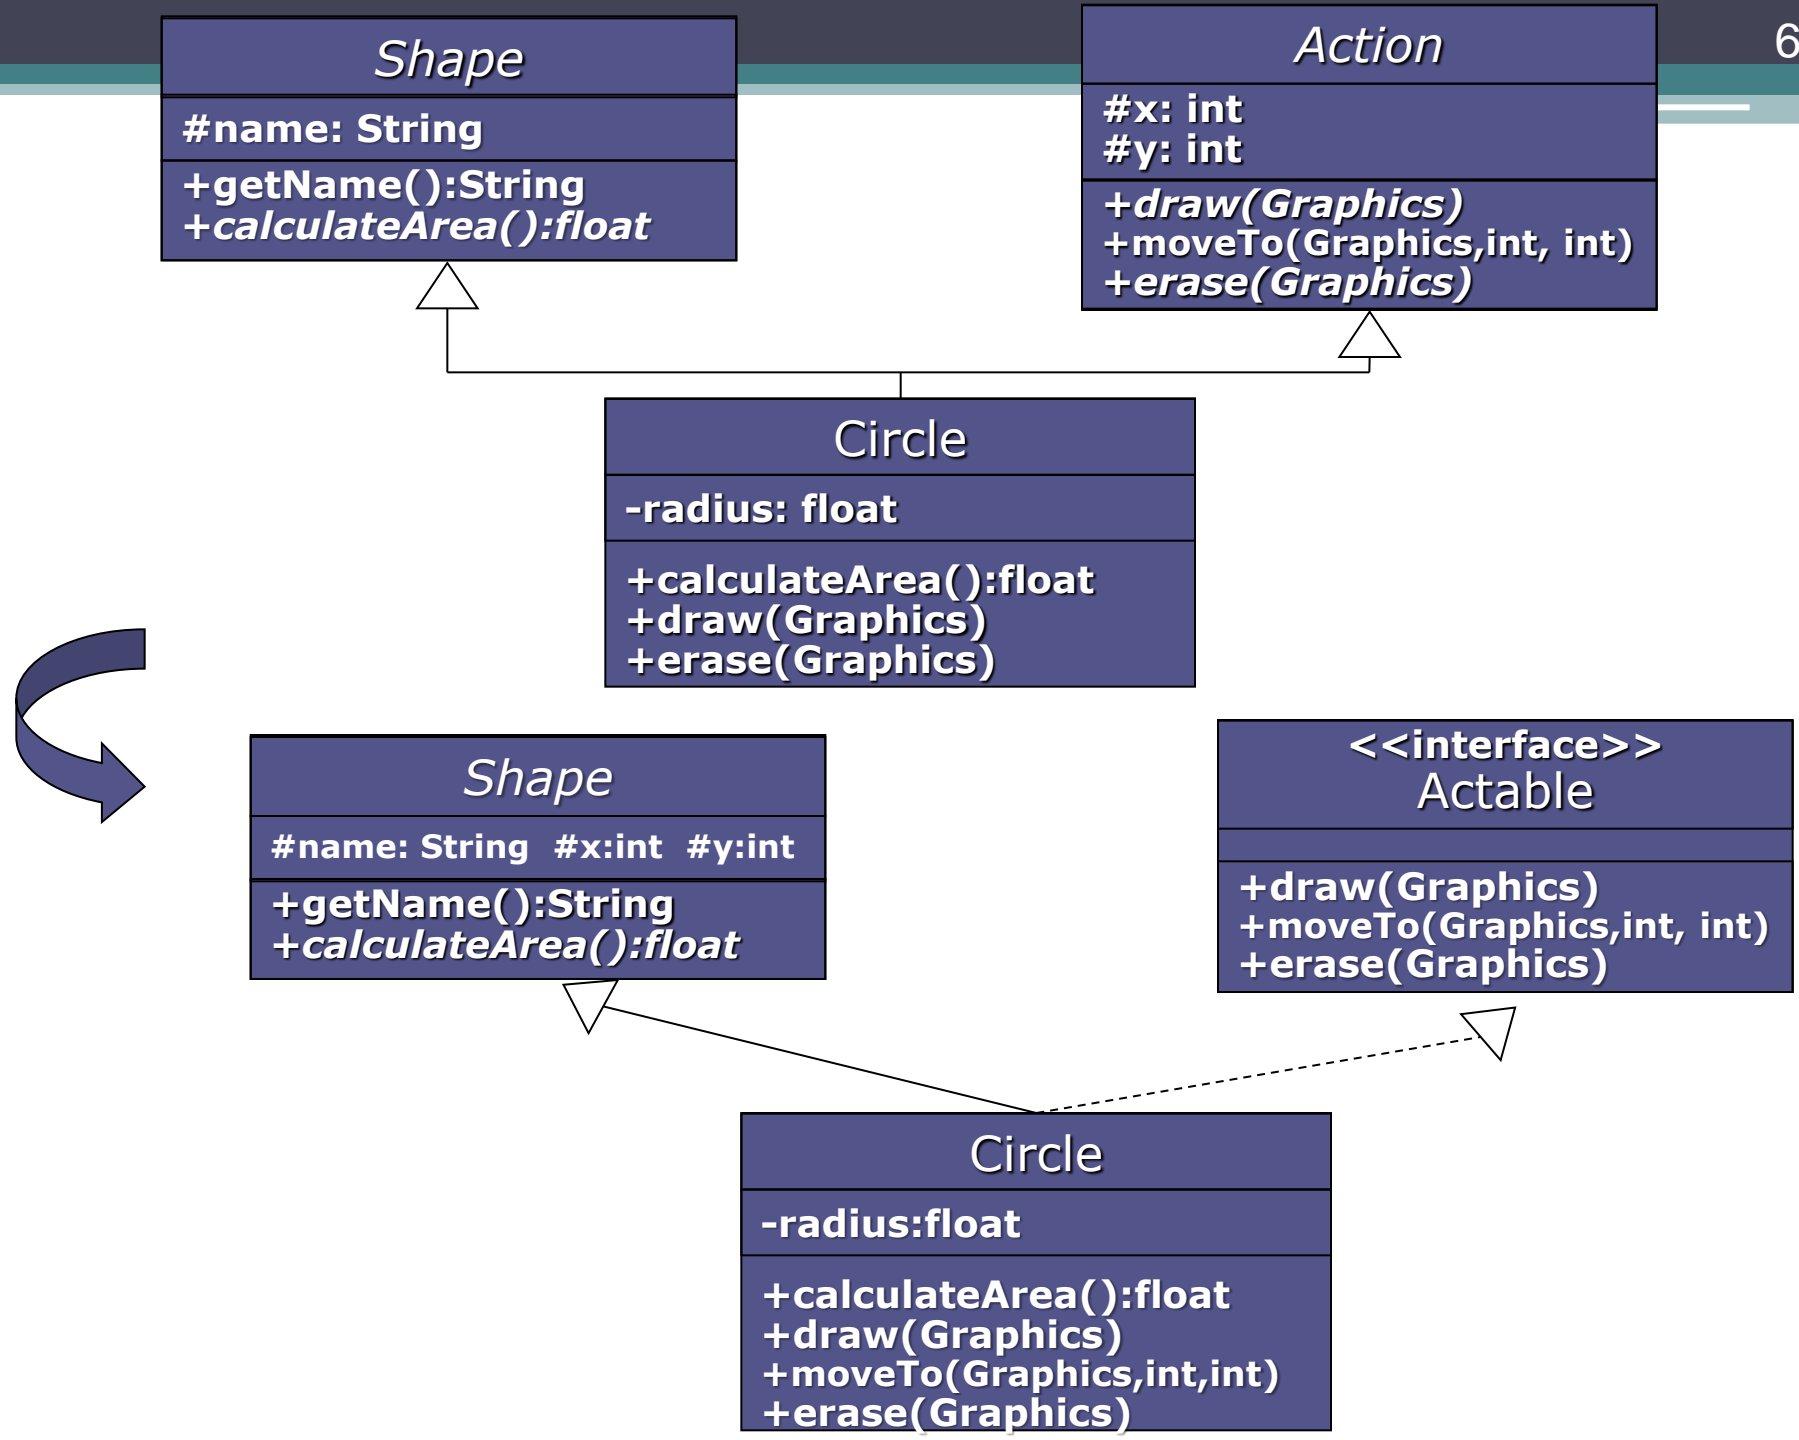 6
Shape
#name: String
+getName():String
+calculateArea():float
Action
#x: int
#y: int
+draw(Graphics)
+moveTo(Graphics,int, int)
+erase(Graphics)
Circle
-radius: float
+calculateArea():float
+draw(Graphics)
+erase(Graphics)
Shape
#name: String #x:int #y:int
+getName():String
+calculateArea():float
<<interface>>
Actable
+draw(Graphics)
+moveTo(Graphics,int, int)
+erase(Graphics)
Circle
-radius:float
+calculateArea():float
+draw(Graphics)
+moveTo(Graphics,int,int)
+erase(Graphics)